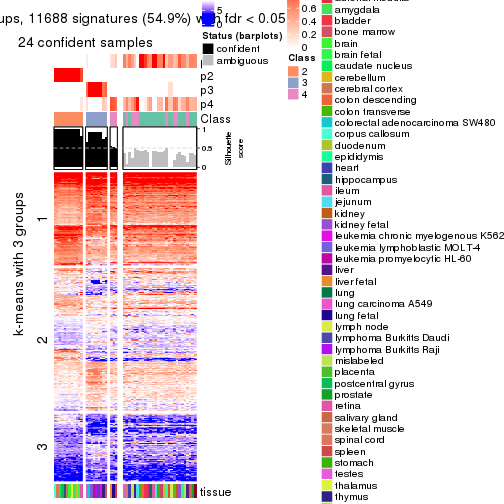 ups, 11688 signatures (54.9%) with fdr < 0.05
24 confident samples
p2
p3
p4
Class
1
0.5
0
Silhouette
score
k-means with 3 groups
1
2
3
tissue
5
0
Status (barplots)
confident
ambiguous
0.6
0.4
0.2
0
Class
2
3
4
amygdala
bladder
bone marrow
brain
brain fetal
caudate nucleus
cerebellum
cerebral cortex
colon descending
colon transverse
colorectal adenocarcinoma SW480
corpus callosum
duodenum
epididymis
heart
hippocampus
ileum
jejunum
kidney
kidney fetal
leukemia chronic myelogenous K562
leukemia lymphoblastic MOLT-4
leukemia promyelocytic HL-60
liver
liver fetal
lung
lung carcinoma A549
lung fetal
lymph node
lymphoma Burkitts Daudi
lymphoma Burkitts Raji
mislabeled
placenta
postcentral gyrus
prostate
retina
salivary gland
skeletal muscle
spinal cord
spleen
stomach
testes
thalamus
thymus